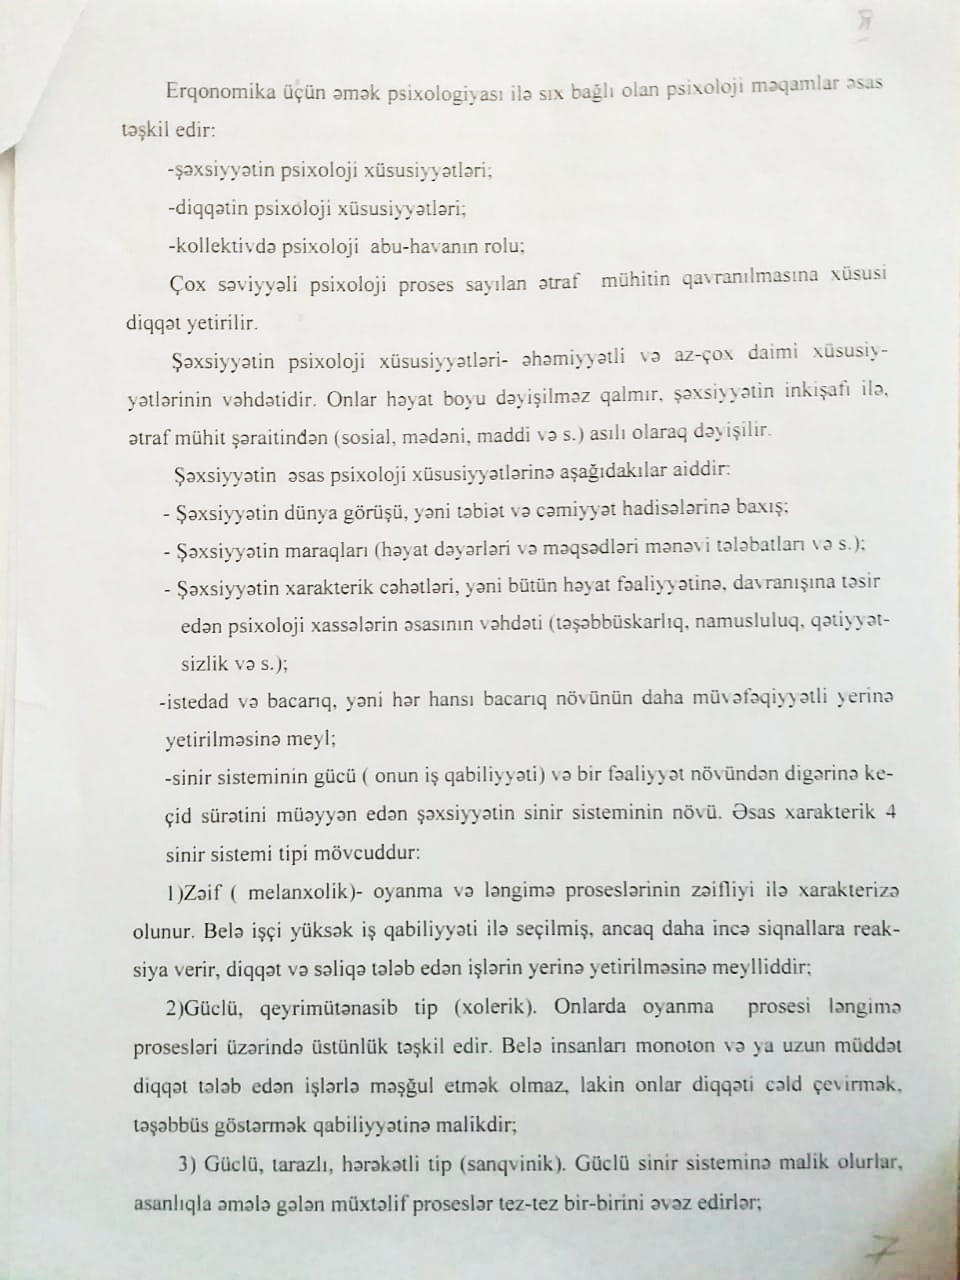 Erqonomika üçün əmək psixologiyası ilə sıx bağlı olan psixoloji məqamlar əsas
təşkil edir:
-şəxsiyyətin psixoloji xüsusiyyətləri;
-diqqətin psixoloji xüsusiyyətləri;
-kollektivdə psixoloji abu-havanın rolu;
Çox səviyyəli psixoloji proses sayılan ətraf mühitin qavranılmasına xüsusi
diqqət yetirilir.
Şəxsiyyətin psixoloji xüsusiyyətləri- əhəmiyyətli və az-çox daimi xüsusiy-
yətlərinin vəhdətidir. Onlar həyat boyu dəyişilməz qalmır, şəxsiyyətin inkişafı ilə,
ətraf mühit şəraitindən (sosial, mədəni, maddi və s.) asılı olaraq dəyişilir.
Şəxsiyyətin əsas psixoloji xüsusiyyətlərinə aşağıdakılar aiddir:
- Şəxsiyyətin dünya görüşü, yəni təbiət və cəmiyyət hadisələrinə baxış;
- Şəxsiyyətin maraqları (həyat dəyərləri və məqsədləri mənəvi tələbatları və s.);
- Şəxsiyyətin xarakterik cəhətləri, yəni bütün həyat fəaliyyətinə, davranışına təsir
edən psixoloji xassələrin əsasının vəhdəti (təşəbbüskarlıq, namusluluq, qətiyyət-
sizlik və s.);
-istedad və bacarıq, yəni hər hansı bacarıq növünün daha müvəfəqiyyətli yerinə
yetirilməsinə meyl;
-sinir sisteminin gücü ( onun iş qabiliyyəti) və bir fəaliyyət növündən digərinə ke-
çid sürətini müəyyən edən şəxsiyyətin sinir sisteminin növü. Əsas xarakterik 4
sinir sistemi tipi mövcuddur:
1)Zəif ( melanxolik)- oyanma və ləngimə proseslərinin zəifliyi ilə xarakterizə
olunur. Belə işçi yüksək iş qabiliyyəti ilə seçilmiş, ancaq daha incə siqnallara reak-
siya verir, diqqət və səliqə tələb edən işlərin yerinə yetirilməsinə meyllidir;
2)Güclü, qeyrimütənasib tip (xolerik). Onlarda oyanma prosesi ləngimə
prosesləri üzərində üstünlük təşkil edir. Belə insanları monoton və ya uzun müddət
diqqət tələb edən işlərlə məşğul etmək olmaz, lakin onlar diqqəti cəld çevirmək,
təşəbbüs göstərmək qabiliyyətinə malikdir;
3) Güclü, tarazlı, hərəkətli tip (sanqvinik). Güclü sinir sisteminə malik olurlar,
asanlıqla əmələ gələn müxtəlif proseslər tez-tez bir-birini əvəz edirlər;
7